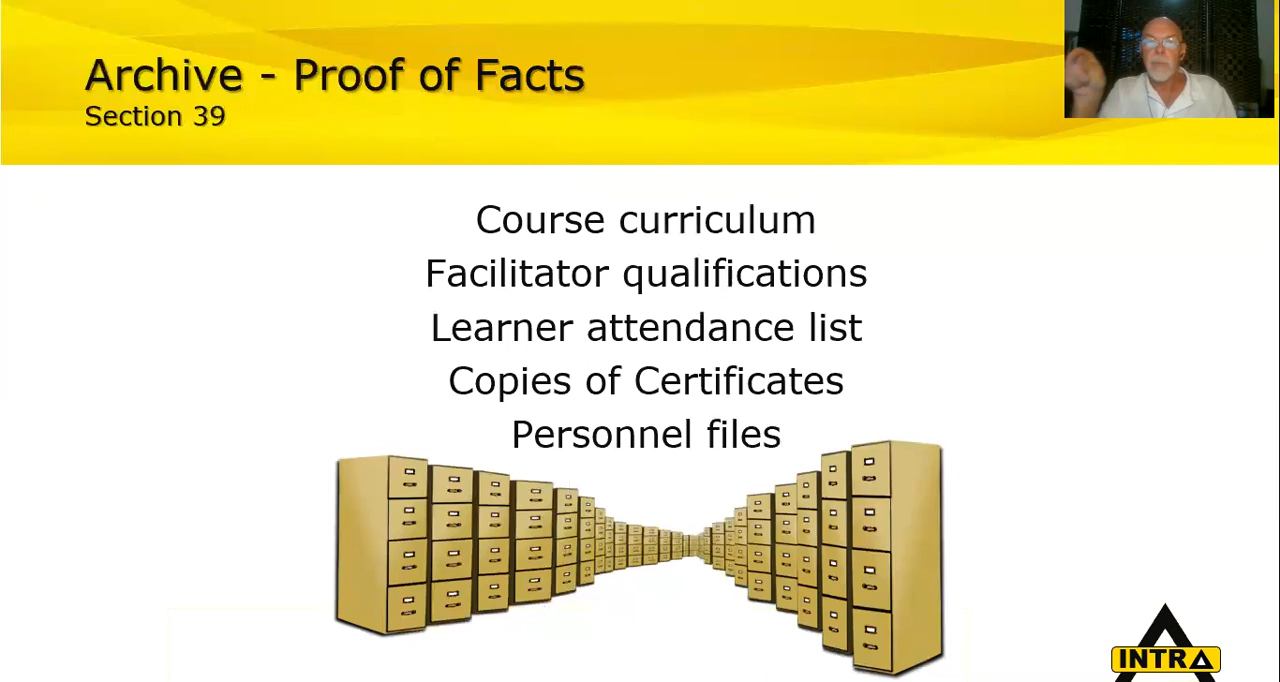 Archive - Proof of Facts
Section 39
Course curriculum
Facilitator qualifications
Learner attendance list
Copies of Certificates
Personnel files
INTRA